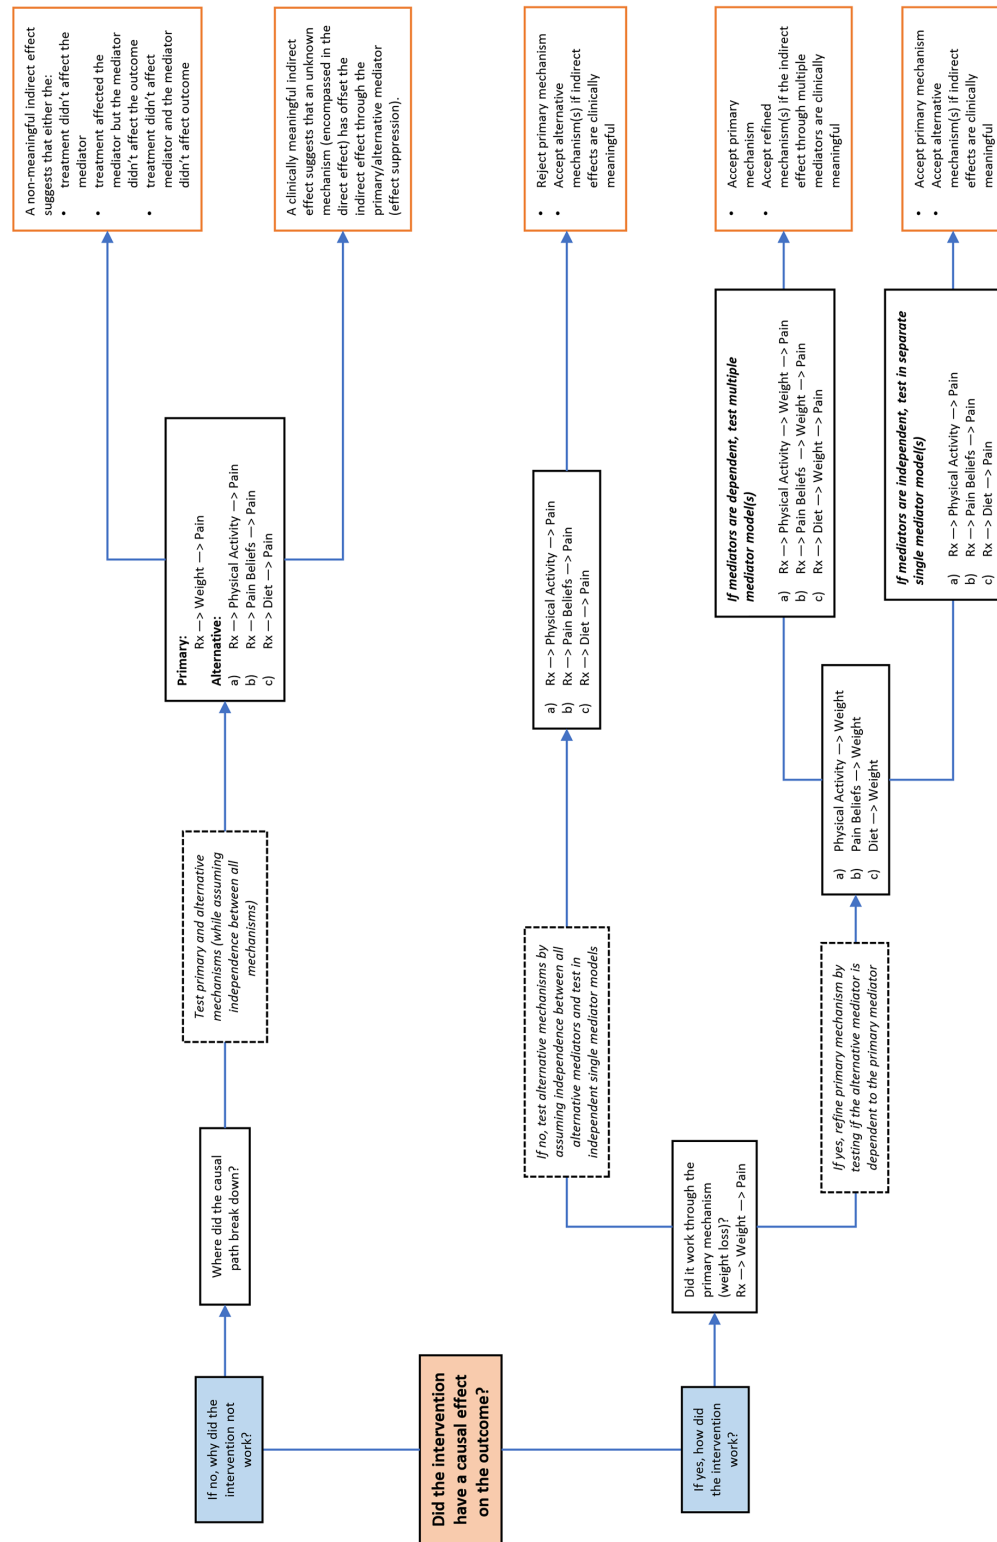 Did the intervention
have a causal effect
on the outcome?
If no, why did the
intervention not
work?
Where did the causal
path break down?
Test primary and alternative
mechanisms (while assuming
independence between all
mechanisms)
Primary:
Rx —> Weight —> Pain
Alternative:
a) Rx —> Physical Activity —> Pain
b) Rx —> Pain Beliefs —> Pain
c) Rx —> Diet —> Pain
A non-meaningful indirect effect
suggests that either the:
• treatment didn't affect the
mediator
• treatment affected the
mediator but the mediator
didn't affect the outcome
• treatment didn't affect
mediator and the mediator
didn't affect outcome
A clinically meaningful indirect
effect suggests that an unknown
mechanism (encompassed in the
direct effect) has offset the
indirect effect through the
primary/alternative mediator
(effect suppression).
If yes, how did
the intervention
work?
Did it work through the
primary mechanism
(weight loss)?
Rx —> Weight —> Pain
If no, test alternative mechanisms by
assuming independence between all
alternative mediators and test in
independent single mediator models
a) Rx —> Physical Activity —> Pain
b) Rx —> Pain Beliefs —> Pain
c) Rx —> Diet —> Pain
• Reject primary mechanism
• Accept alternative
mechanism(s) if indirect
effects are clinically
meaningful
If yes, refine primary mechanism by
testing if the alternative mediator is
dependent to the primary mediator
a) Physical Activity —> Weight
b) Pain Beliefs —> Weight
c) Diet —> Weight
If mediators are dependent, test multiple
mediator model(s)
a) Rx —> Physical Activity —> Weight —> Pain
b) Rx —> Pain Beliefs —> Weight —> Pain
c) Rx —> Diet —> Weight —> Pain
• Accept primary
mechanism
• Accept refined
mechanism(s) if the indirect
effect through multiple
mediators are clinically
meaningful
If mediators are independent, test in separate
single mediator model(s)
a) Rx —> Physical Activity —> Pain
b) Rx —> Pain Beliefs —> Pain
c) Rx —> Diet —> Pain
• Accept primary mechanism
• Accept alternative
mechanism(s) if indirect
effects are clinically
meaningful